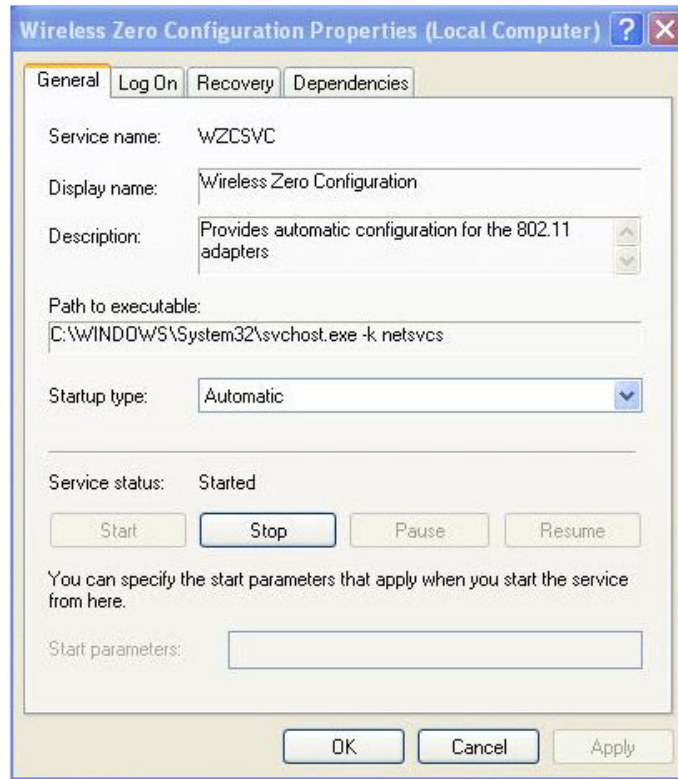 Wireless Zero Configuration Properties (Local Computer)
General Log On Recovery Dependencies
Service name: WZCSVC
Display name: Wireless Zero Configuration
Description: Provides automatic configuration for the 802.11
adapters
Path to executable:
C:\WINDOWS\System32\svchost.exe -k netsvcs
Startup type: Automatic
Service status: Started
Start Stop Pause Resume
You can specify the start parameters that apply when you start the service
from here.
Start parameters:
OK Cancel Apply